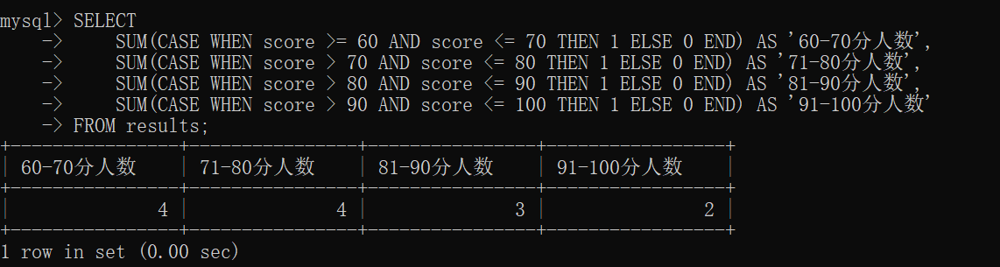 mysql> SELECT
    ->     SUM(CASE WHEN score >= 60 AND score <= 70 THEN 1 ELSE 0 END) AS '60-70分人数',
    ->     SUM(CASE WHEN score > 70 AND score <= 80 THEN 1 ELSE 0 END) AS '71-80分人数',
    ->     SUM(CASE WHEN score > 80 AND score <= 90 THEN 1 ELSE 0 END) AS '81-90分人数',
    ->     SUM(CASE WHEN score > 90 AND score <= 100 THEN 1 ELSE 0 END) AS '91-100分人数'
    -> FROM results;
+----------------+----------------+----------------+-----------------+
| 60-70分人数    | 71-80分人数    | 81-90分人数    | 91-100分人数    |
+----------------+----------------+----------------+-----------------+
|              4 |              4 |              3 |               2 |
+----------------+----------------+----------------+-----------------+
1 row in set (0.00 sec)